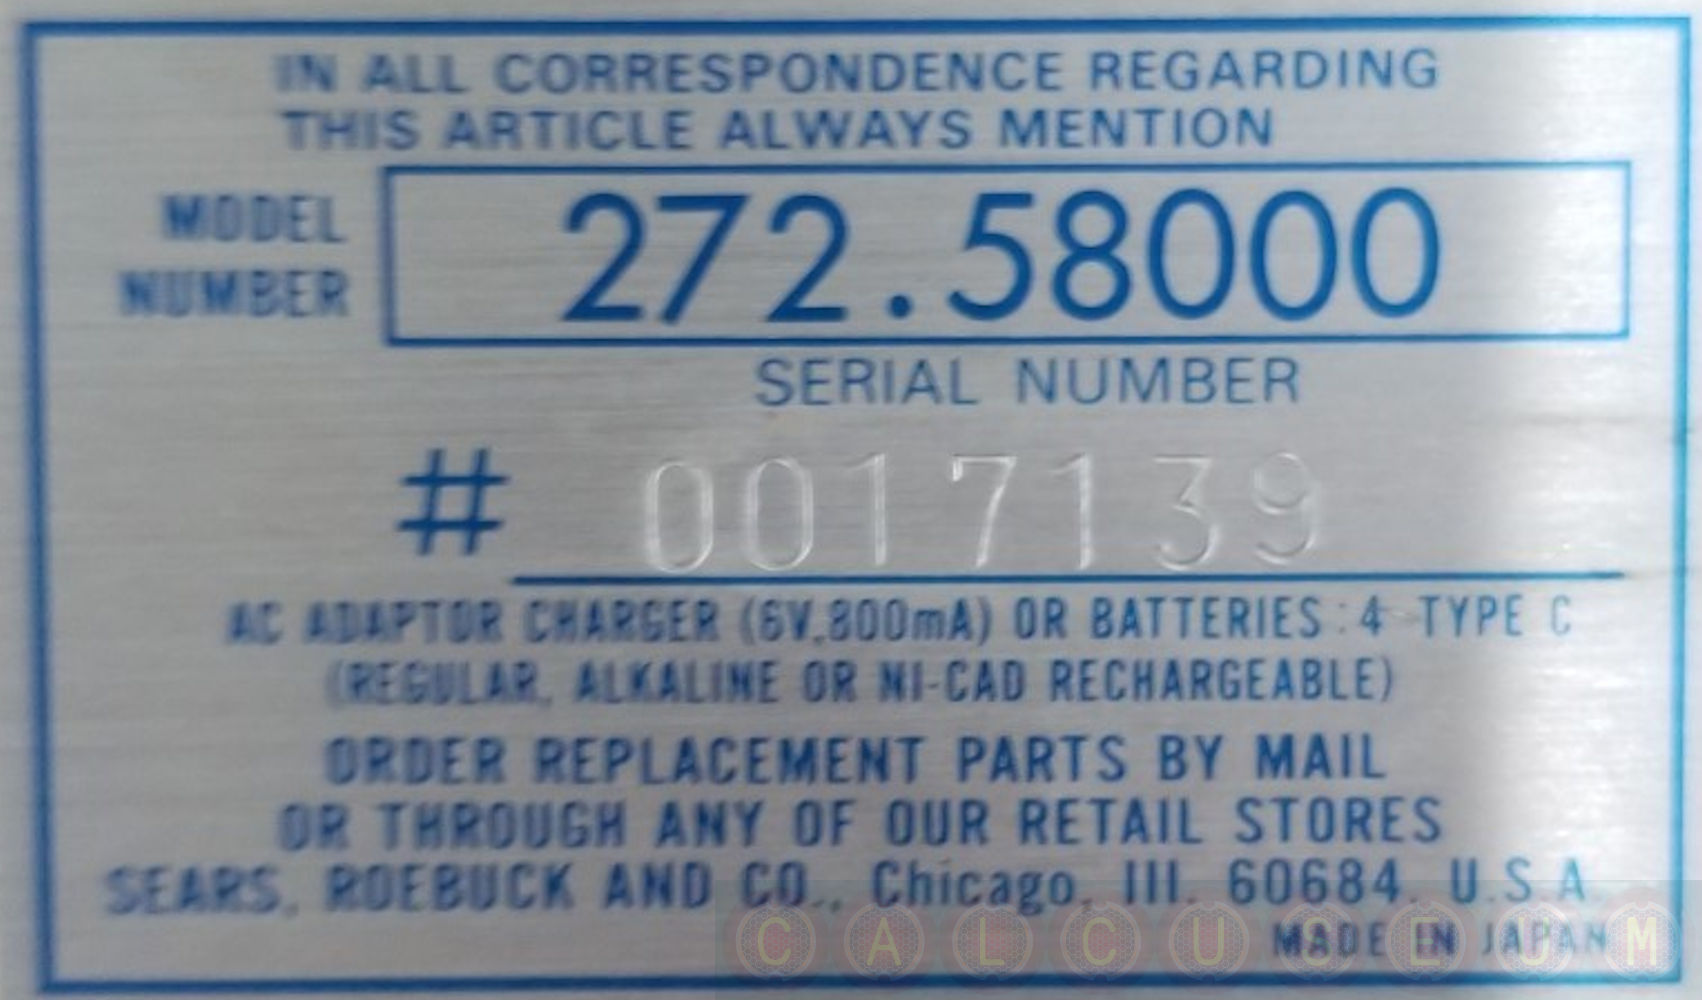 IN ALL CORRESPONDENCE REGARDING
THIS ARTICLE ALWAYS MENTION
MODEL
NUMBER
272.58000
SERIAL NUMBER
# 0017139
AC ADAPTOR CHARGER (6V,800mA) OR BATTERIES : 4 TYPE C
(REGULAR, ALKALINE OR NI-CAD RECHARGEABLE)
ORDER REPLACEMENT PARTS BY MAIL
OR THROUGH ANY OF OUR RETAIL STORES
SEARS, ROEBUCK AND CO., Chicago, Ill. 60684, U.S.A.
MADE IN JAPAN
CALCUSEUM